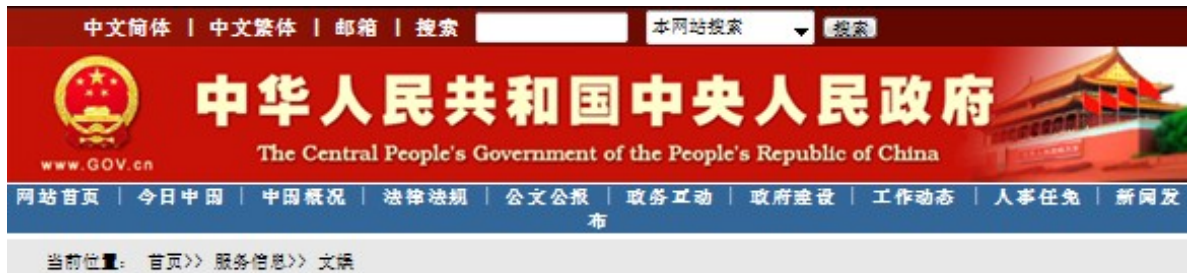 中文简体 | 中文繁体 | 邮箱 | 搜索 本网站搜索 搜索
中华人民共和国中央人民政府
www.GOV.cn The Central People's Government of the People's Republic of China
网站首页 | 今日中国 | 中国概况 | 法律法规 | 公文公报 | 政务互动 | 政府建设 | 工作动态 | 人事任免 | 新闻发
布
当前位置： 首页>> 服务信息>> 文娱